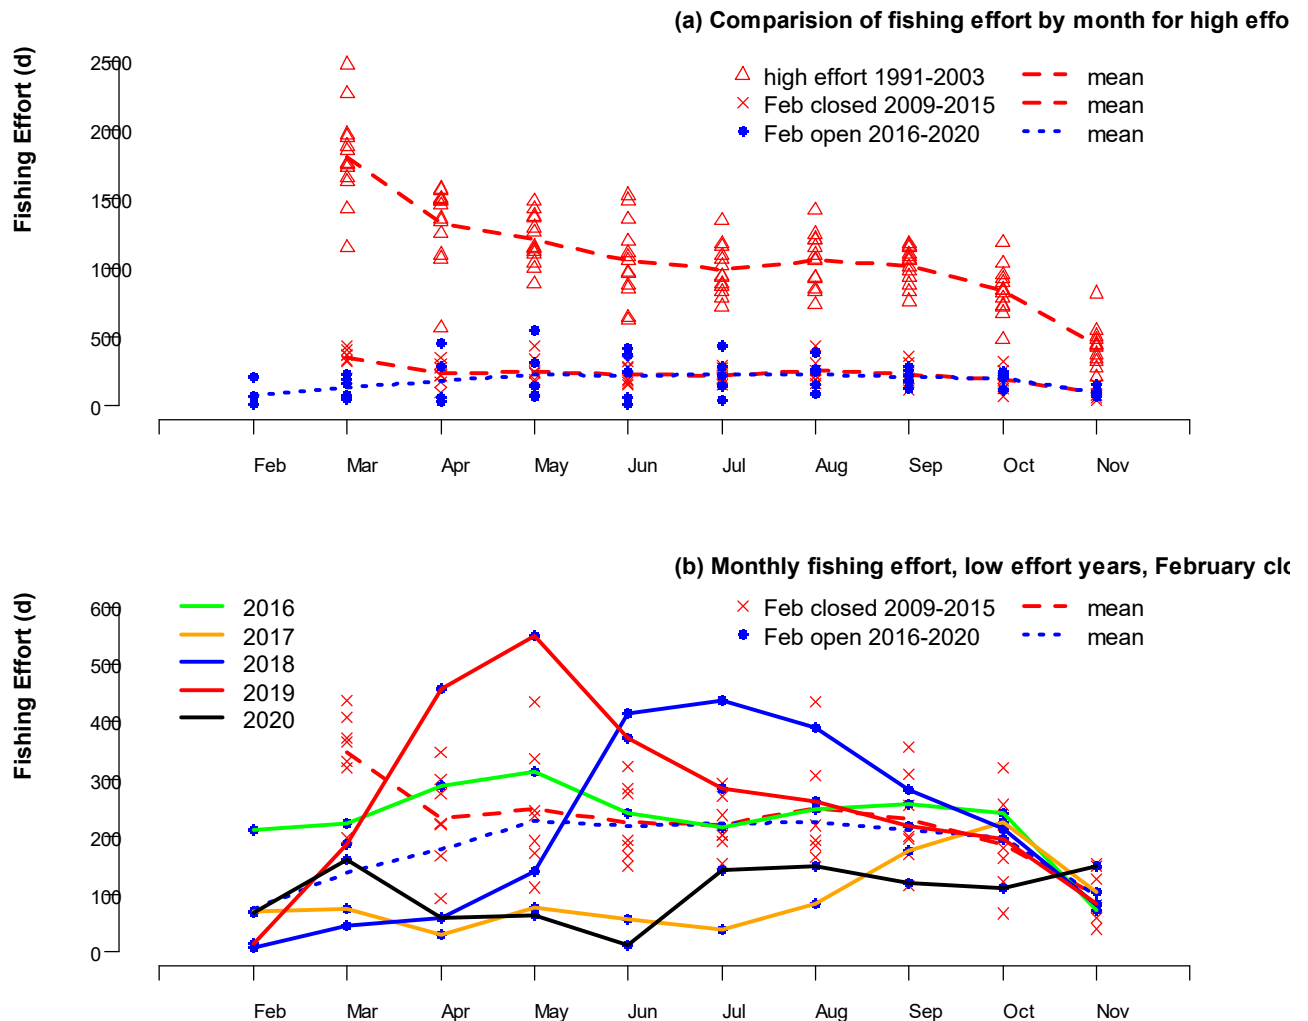 (a) Comparision of fishing effort by month for high effo
Fishing Effort (d)
2500
2000
1500
1000
500
0
high effort 1991-2003 mean
Feb closed 2009-2015 mean
Feb open 2016-2020 mean
Feb Mar Apr May Jun Jul Aug Sep Oct Nov
(b) Monthly fishing effort, low effort years, February clo
Fishing Effort (d)
600
500
400
300
200
100
0
2016
2017
2018
2019
2020
Feb closed 2009-2015 mean
Feb open 2016-2020 mean
Feb Mar Apr May Jun Jul Aug Sep Oct Nov